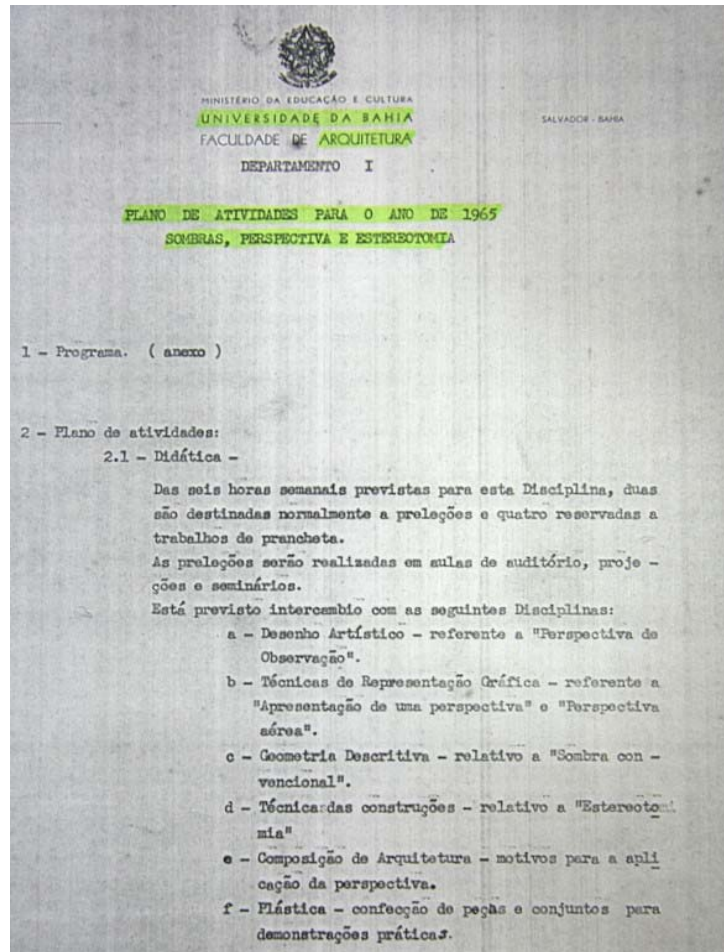 MINISTÉRIO DA EDUCAÇÃO E CULTURA
UNIVERSIDADE DA BAHIA
SALVADOR - BAHIA
FACULDADE DE ARQUITETURA
DEPARTAMENTO I
PLANO DE ATIVIDADES PARA O ANO DE 1965
SOMBRAS, PERSPECTIVA E ESTEREOTOMIA
1 - Programa. ( anexo )
2 - Plano de atividades:
2.1 - Didática -
Das seis horas semanais previstas para esta Disciplina, duas
são destinadas normalmente a preleções e quatro reservadas a
trabalhos de prancheta.
As preleções serão realizadas em aulas de auditório, proje -
ções e seminários.
Está previsto intercambio com as seguintes Disciplinas:
a - Desenho Artístico - referente a "Perspectiva de
Observação".
b - Técnicas de Representação Gráfica - referente a
"Apresentação de uma perspectiva" e "Perspectiva
aérea".
c - Geometria Descritiva - relativo a "Sombra con -
vencional".
d - Técnica das construções - relativo a "Estereoto
mia"
e - Composição de Arquitetura - motivos para a apli
cação da perspectiva.
f - Plástica - confecção de peças e conjuntos para
demonstrações práticas.